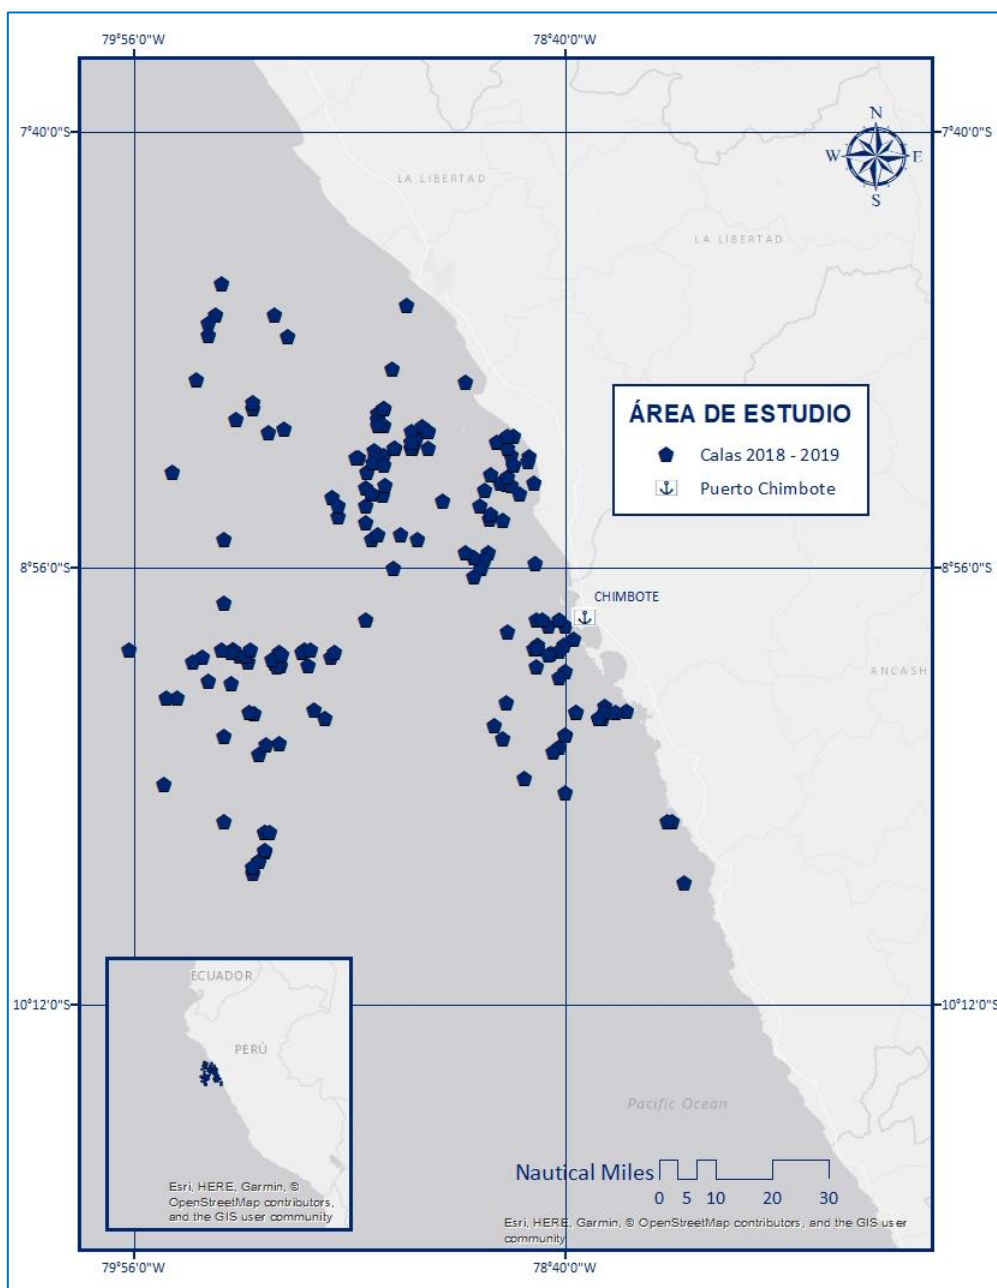 79°56'0"W
78°40'0"W
7°40'0"S
7°40'0"S
N
W
E
S
LA LIBERTAD
LA LIBERTAD
ÁREA DE ESTUDIO
Calas 2018 - 2019
Puerto Chimbote
8°56'0"S
8°56'0"S
CHIMBOTE
ANCASH
ECUADOR
PERÚ
10°12'0"S
10°12'0"S
Pacific Ocean
Nautical Miles
0 5 10 20 30
Esri, HERE, Garmin, ©
OpenStreetMap contributors,
and the GIS user community
Esri, HERE, Garmin, © OpenStreetMap contributors, and the GIS user
community
79°56'0"W
78°40'0"W